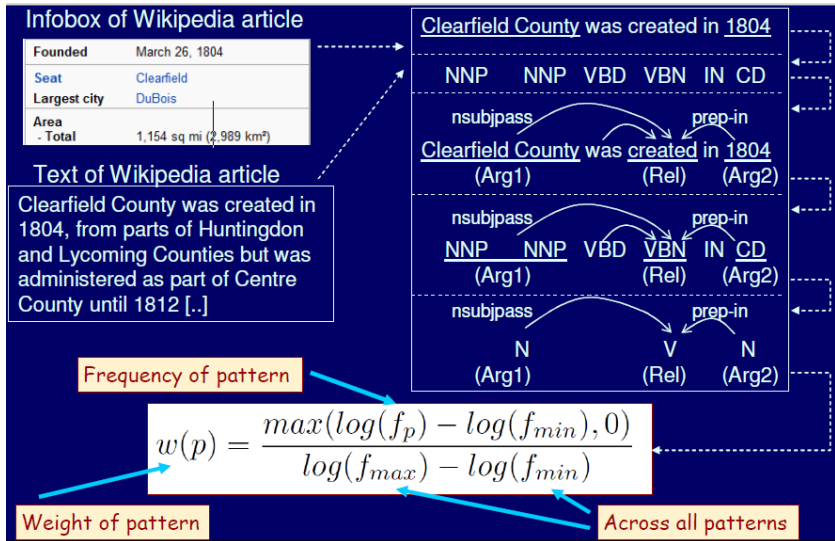 Infobox of Wikipedia article
Founded March 26, 1804
Seat Clearfield
Largest city DuBois
Area
- Total 1,154 sq mi (2,989 km²)
Text of Wikipedia article
Clearfield County was created in
1804, from parts of Huntingdon
and Lycoming Counties but was
administered as part of Centre
County until 1812 [..]
Clearfield County was created in 1804
NNP NNP VBD VBN IN CD
nsubjpass prep-in
Clearfield County was created in 1804
(Arg1) (Rel) (Arg2)
nsubjpass prep-in
NNP NNP VBD VBN IN CD
(Arg1) (Rel) (Arg2)
nsubjpass prep-in
N V N
(Arg1) (Rel) (Arg2)
Frequency of pattern
w(p) = max(log(f_p) − log(f_min), 0) / log(f_max) − log(f_min)
Weight of pattern
Across all patterns